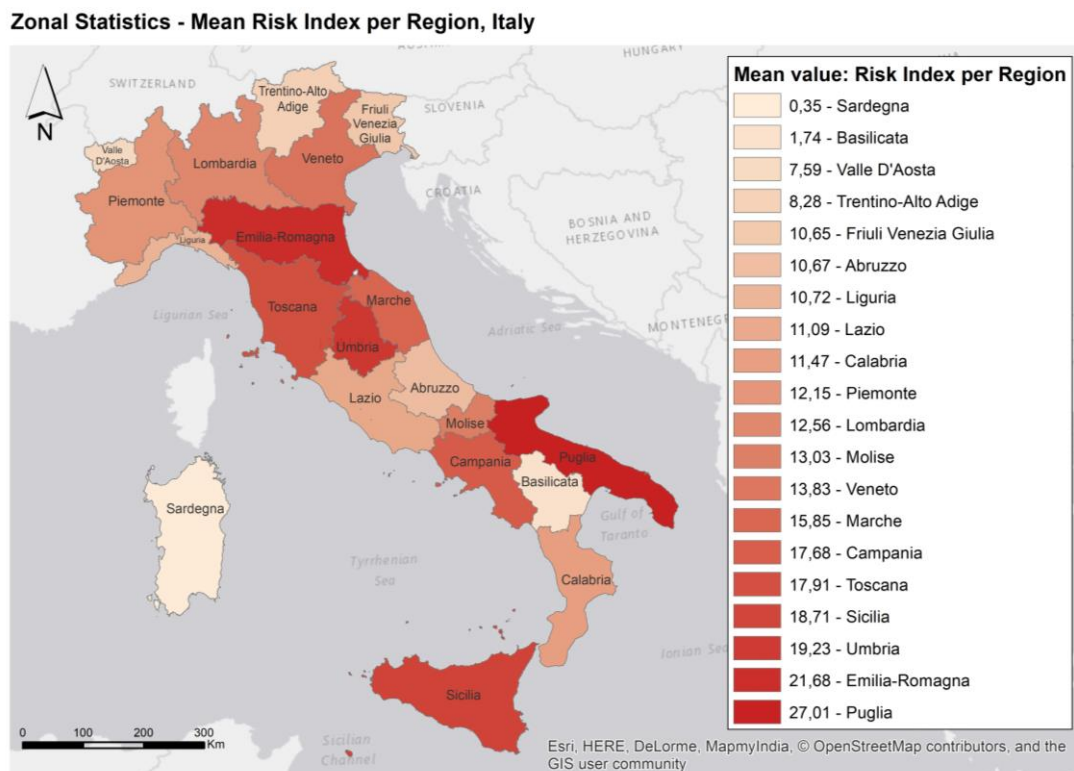 Zonal Statistics - Mean Risk Index per Region, Italy
HUNGARY
SWITZERLAND
SLOVENIA
CROATIA
BOSNIA AND
HERZEGOVINA
MONTENEGR
N
Trentino-Alto
Adige
Friuli
Venezia
Giulia
Valle
D'Aosta
Lombardia
Veneto
Piemonte
Emilia-Romagna
Liguria
Ligurian Sea
Toscana
Marche
Adriatic Sea
Umbria
Lazio
Abruzzo
Molise
Campania
Puglia
Basilicata
Sardegna
Gulf of
Taranto
Tyrrhenian
Sea
Calabria
Ionian Sea
Sicilia
Sicilian
Channel
0 100 200 300
Km
Mean value: Risk Index per Region
0,35 - Sardegna
1,74 - Basilicata
7,59 - Valle D'Aosta
8,28 - Trentino-Alto Adige
10,65 - Friuli Venezia Giulia
10,67 - Abruzzo
10,72 - Liguria
11,09 - Lazio
11,47 - Calabria
12,15 - Piemonte
12,56 - Lombardia
13,03 - Molise
13,83 - Veneto
15,85 - Marche
17,68 - Campania
17,91 - Toscana
18,71 - Sicilia
19,23 - Umbria
21,68 - Emilia-Romagna
27,01 - Puglia
Esri, HERE, DeLorme, MapmyIndia, © OpenStreetMap contributors, and the
GIS user community